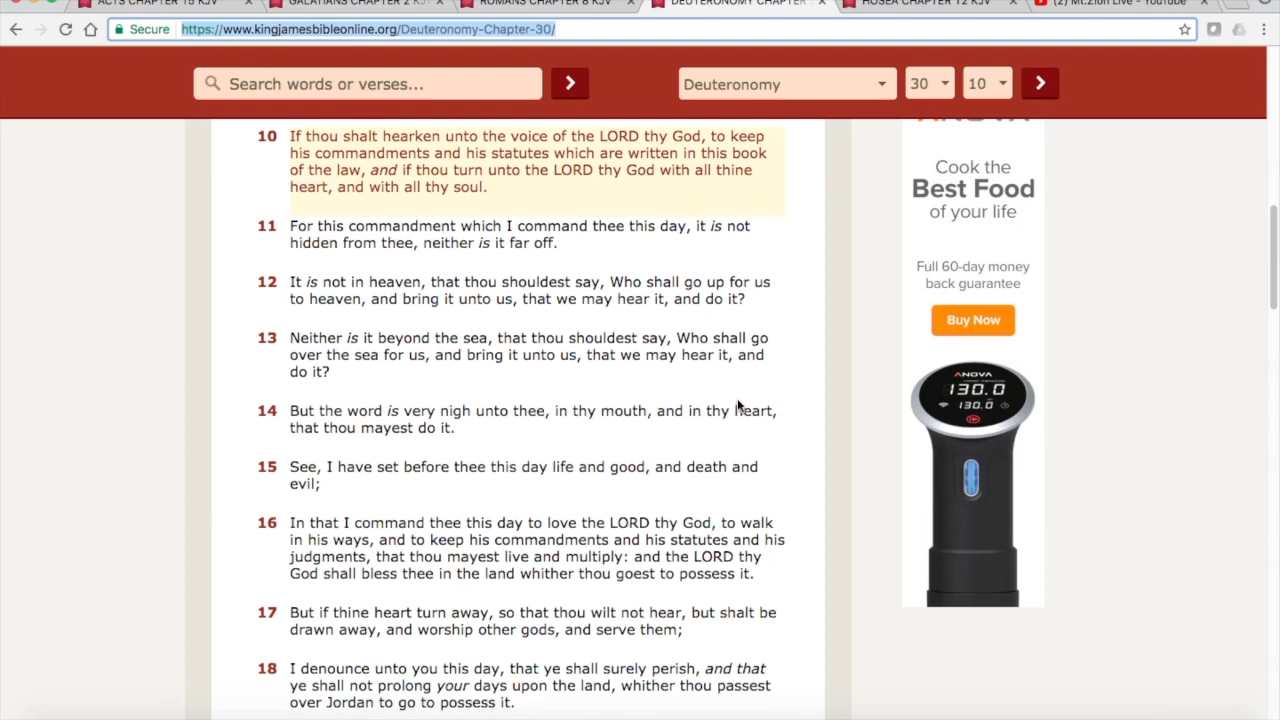 ACTS CHAPTER 15 KJV
GALATIANS CHAPTER 2 KJV
ROMANS CHAPTER 8 KJV
DEUTERONOMY CHAPTER
HOSEA CHAPTER 12 KJV
(2) Mt.Zion Live - YouTube
Secure https://www.kingjamesbibleonline.org/Deuteronomy-Chapter-30/
Search words or verses...
Deuteronomy 30 10
10 If thou shalt hearken unto the voice of the LORD thy God, to keep
his commandments and his statutes which are written in this book
of the law, and if thou turn unto the LORD thy God with all thine
heart, and with all thy soul.
11 For this commandment which I command thee this day, it is not
hidden from thee, neither is it far off.
12 It is not in heaven, that thou shouldest say, Who shall go up for us
to heaven, and bring it unto us, that we may hear it, and do it?
13 Neither is it beyond the sea, that thou shouldest say, Who shall go
over the sea for us, and bring it unto us, that we may hear it, and
do it?
14 But the word is very nigh unto thee, in thy mouth, and in thy heart,
that thou mayest do it.
15 See, I have set before thee this day life and good, and death and
evil;
16 In that I command thee this day to love the LORD thy God, to walk
in his ways, and to keep his commandments and his statutes and his
judgments, that thou mayest live and multiply: and the LORD thy
God shall bless thee in the land whither thou goest to possess it.
17 But if thine heart turn away, so that thou wilt not hear, but shalt be
drawn away, and worship other gods, and serve them;
18 I denounce unto you this day, that ye shall surely perish, and that
ye shall not prolong your days upon the land, whither thou passest
over Jordan to go to possess it.
ANOVA
Cook the
Best Food
of your life
Full 60-day money
back guarantee
Buy Now
ANOVA
130.0
130.0